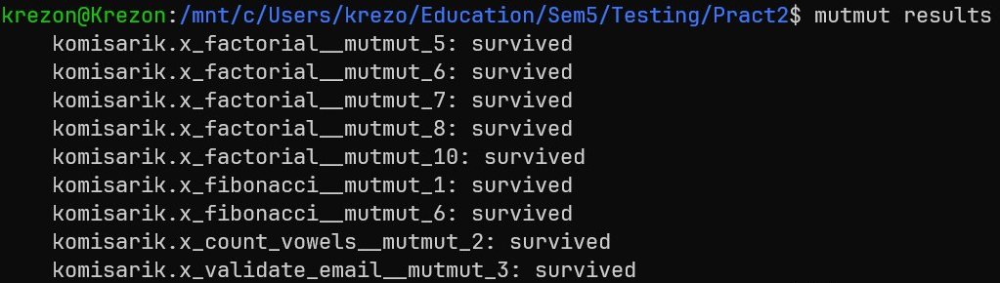 krezon@Krezon:/mnt/c/Users/krezo/Education/Sem5/Testing/Pract2$ mutmut results
komisarik.x_factorial__mutmut_5: survived
komisarik.x_factorial__mutmut_6: survived
komisarik.x_factorial__mutmut_7: survived
komisarik.x_factorial__mutmut_8: survived
komisarik.x_factorial__mutmut_10: survived
komisarik.x_fibonacci__mutmut_1: survived
komisarik.x_fibonacci__mutmut_6: survived
komisarik.x_count_vowels__mutmut_2: survived
komisarik.x_validate_email__mutmut_3: survived